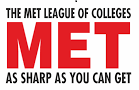 THE MET LEAGUE OF COLLEGES
MET
AS SHARP AS YOU CAN GET